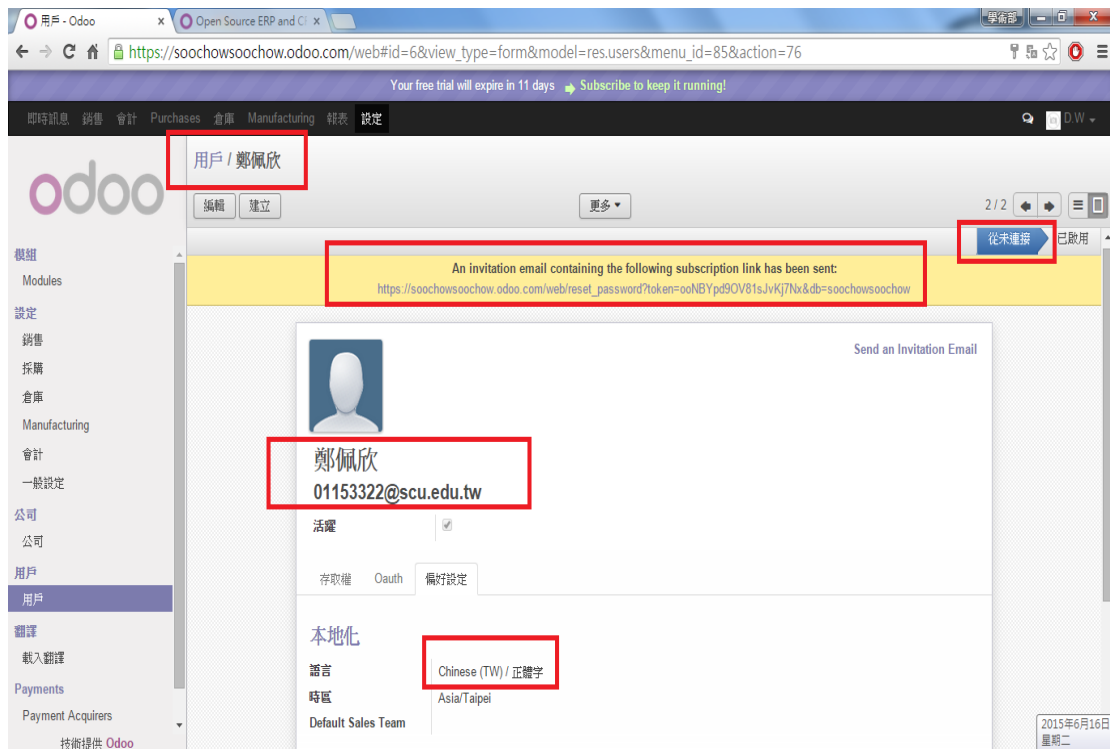 用戶 - Odoo
Open Source ERP and C
學術部
https://soochowsoochow.odoo.com/web#id=6&view_type=form&model=res.users&menu_id=85&action=76
Your free trial will expire in 11 days Subscribe to keep it running!
即時訊息 銷售 會計 Purchases 倉庫 Manufacturing 報表 設定 D.W
odoo
用戶 / 鄭佩欣
編輯 建立 更多 2 / 2
從未連接 已啟用
An invitation email containing the following subscription link has been sent:
https://soochowsoochow.odoo.com/web/reset_password?token=ooNBYpd9OV81sJvKj7Nx&db=soochowsoochow
模組
Modules
設定
銷售
採購
倉庫
Manufacturing
會計
一般設定
公司
公司
用戶
用戶
翻譯
載入翻譯
Payments
Payment Acquirers
技術提供 Odoo
Send an Invitation Email
鄭佩欣
01153322@scu.edu.tw
活躍
存取權 Oauth 偏好設定
本地化
語言 Chinese (TW) / 正體字
時區 Asia/Taipei
Default Sales Team
2015年6月16日
星期二